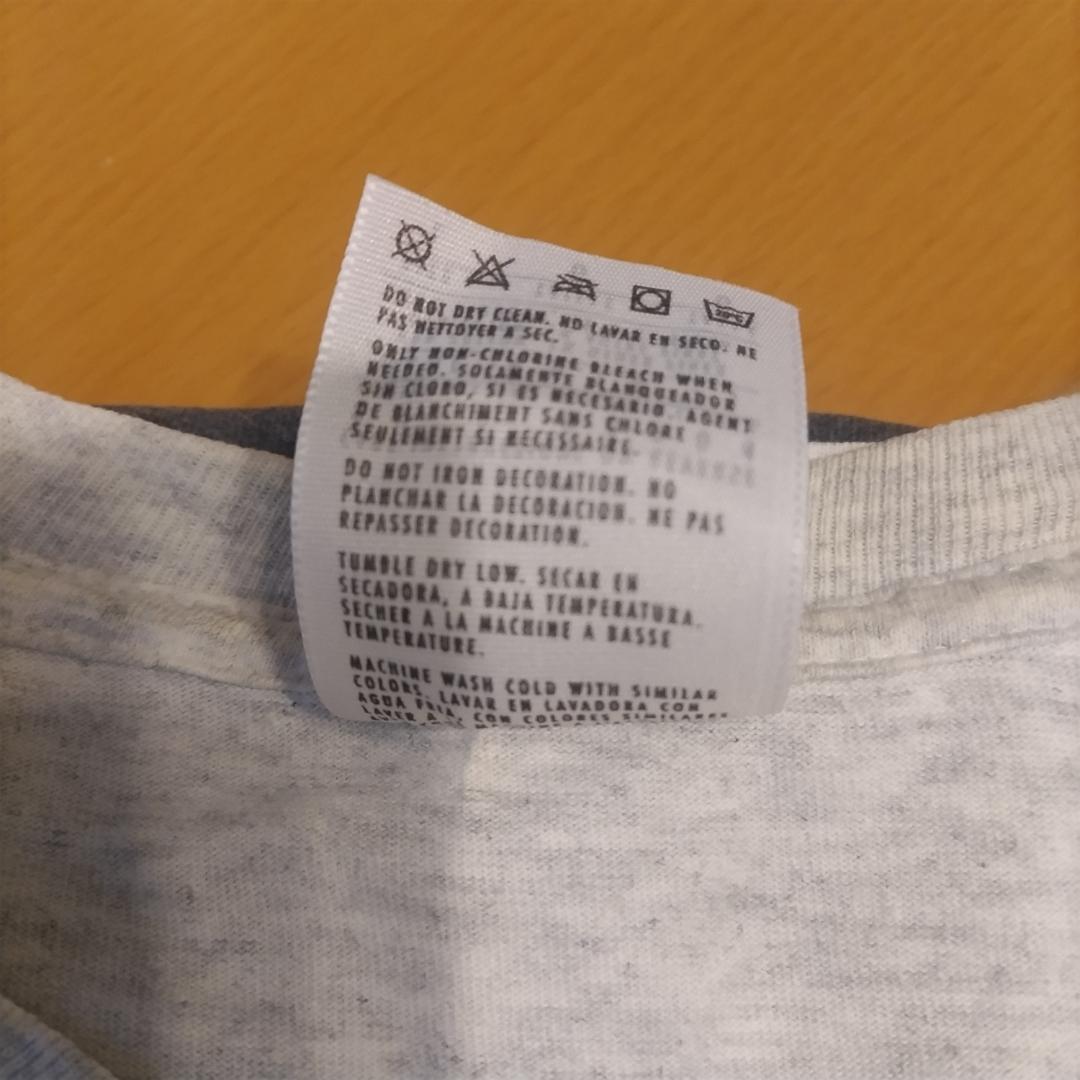 DO NOT DRY CLEAN. NO LAVAR EN SECO. NE
PAS NETTOYER A SEC.
ONLY NON-CHLORINE BLEACH WHEN
NEEDED. SOLAMENTE BLANQUEADOR
SIN CLORO, SI ES NECESARIO. AGENT
DE BLANCHIMENT SANS CHLORE
SEULEMENT SI NECESSAIRE.
DO NOT IRON DECORATION. NO
PLANCHAR LA DECORACION. NE PAS
REPASSER DECORATION.
TUMBLE DRY LOW. SECAR EN
SECADORA, A BAJA TEMPERATURA.
SECHER A LA MACHINE A BASSE
TEMPERATURE.
MACHINE WASH COLD WITH SIMILAR
COLORS. LAVAR EN LAVADORA CON
AGUA FRIA, CON COLORES SIMILARES